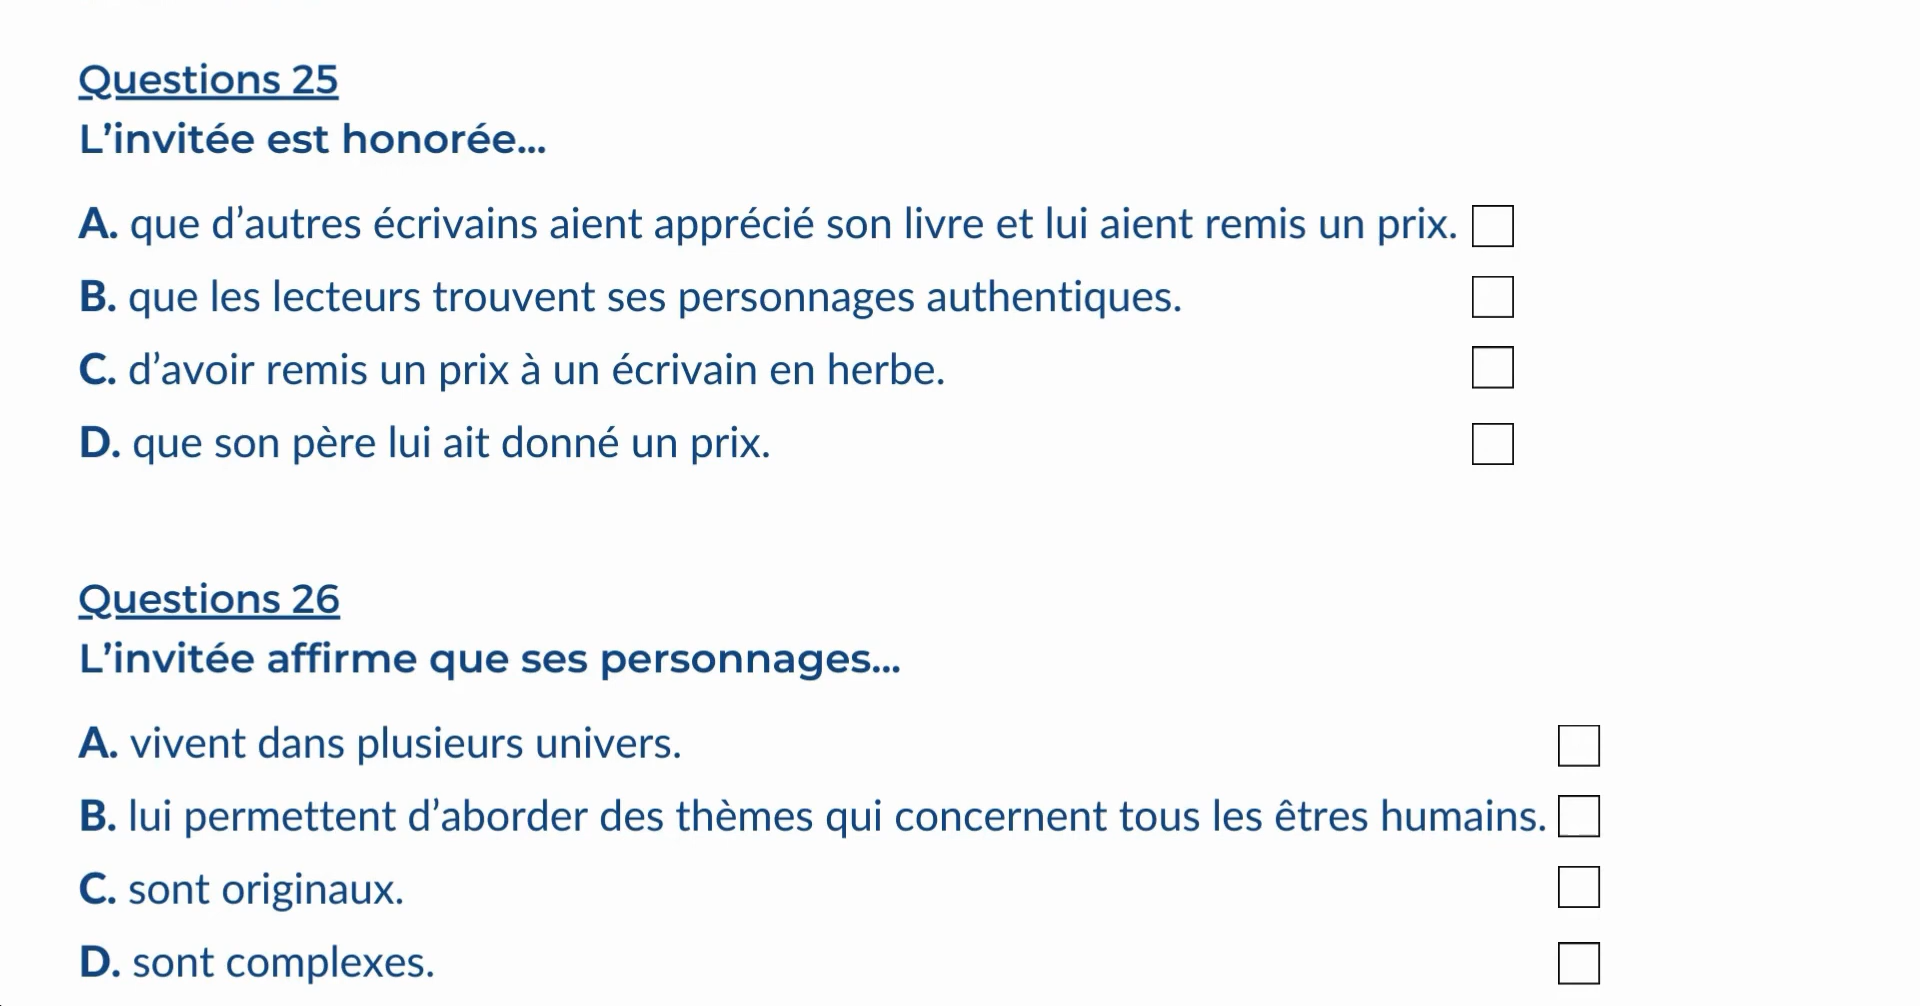 Questions 25
L’invitée est honorée...
A. que d’autres écrivains aient apprécié son livre et lui aient remis un prix.
B. que les lecteurs trouvent ses personnages authentiques.
C. d’avoir remis un prix à un écrivain en herbe.
D. que son père lui ait donné un prix.
Questions 26
L’invitée affirme que ses personnages...
A. vivent dans plusieurs univers.
B. lui permettent d’aborder des thèmes qui concernent tous les êtres humains.
C. sont originaux.
D. sont complexes.